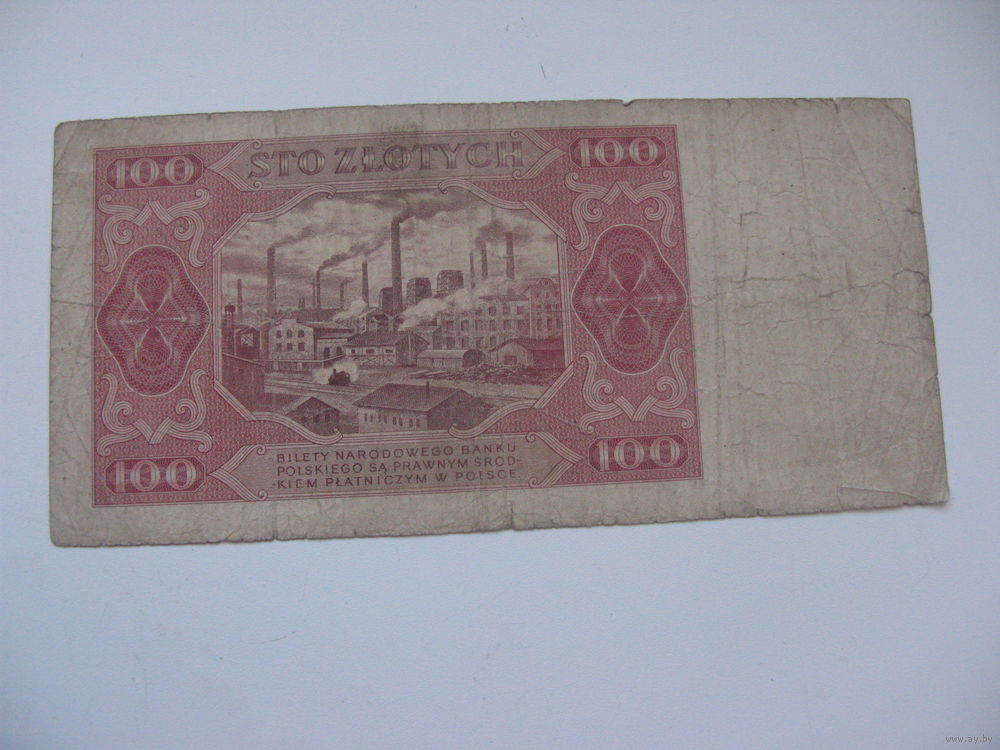 100 STO ZŁOTYCH 100
BILETY NARODOWEGO BANKU
POLSKIEGO SĄ PRAWNYM ŚROD-
-KIEM PŁATNICZYM W POLSCE.
100 100
www.ay.by